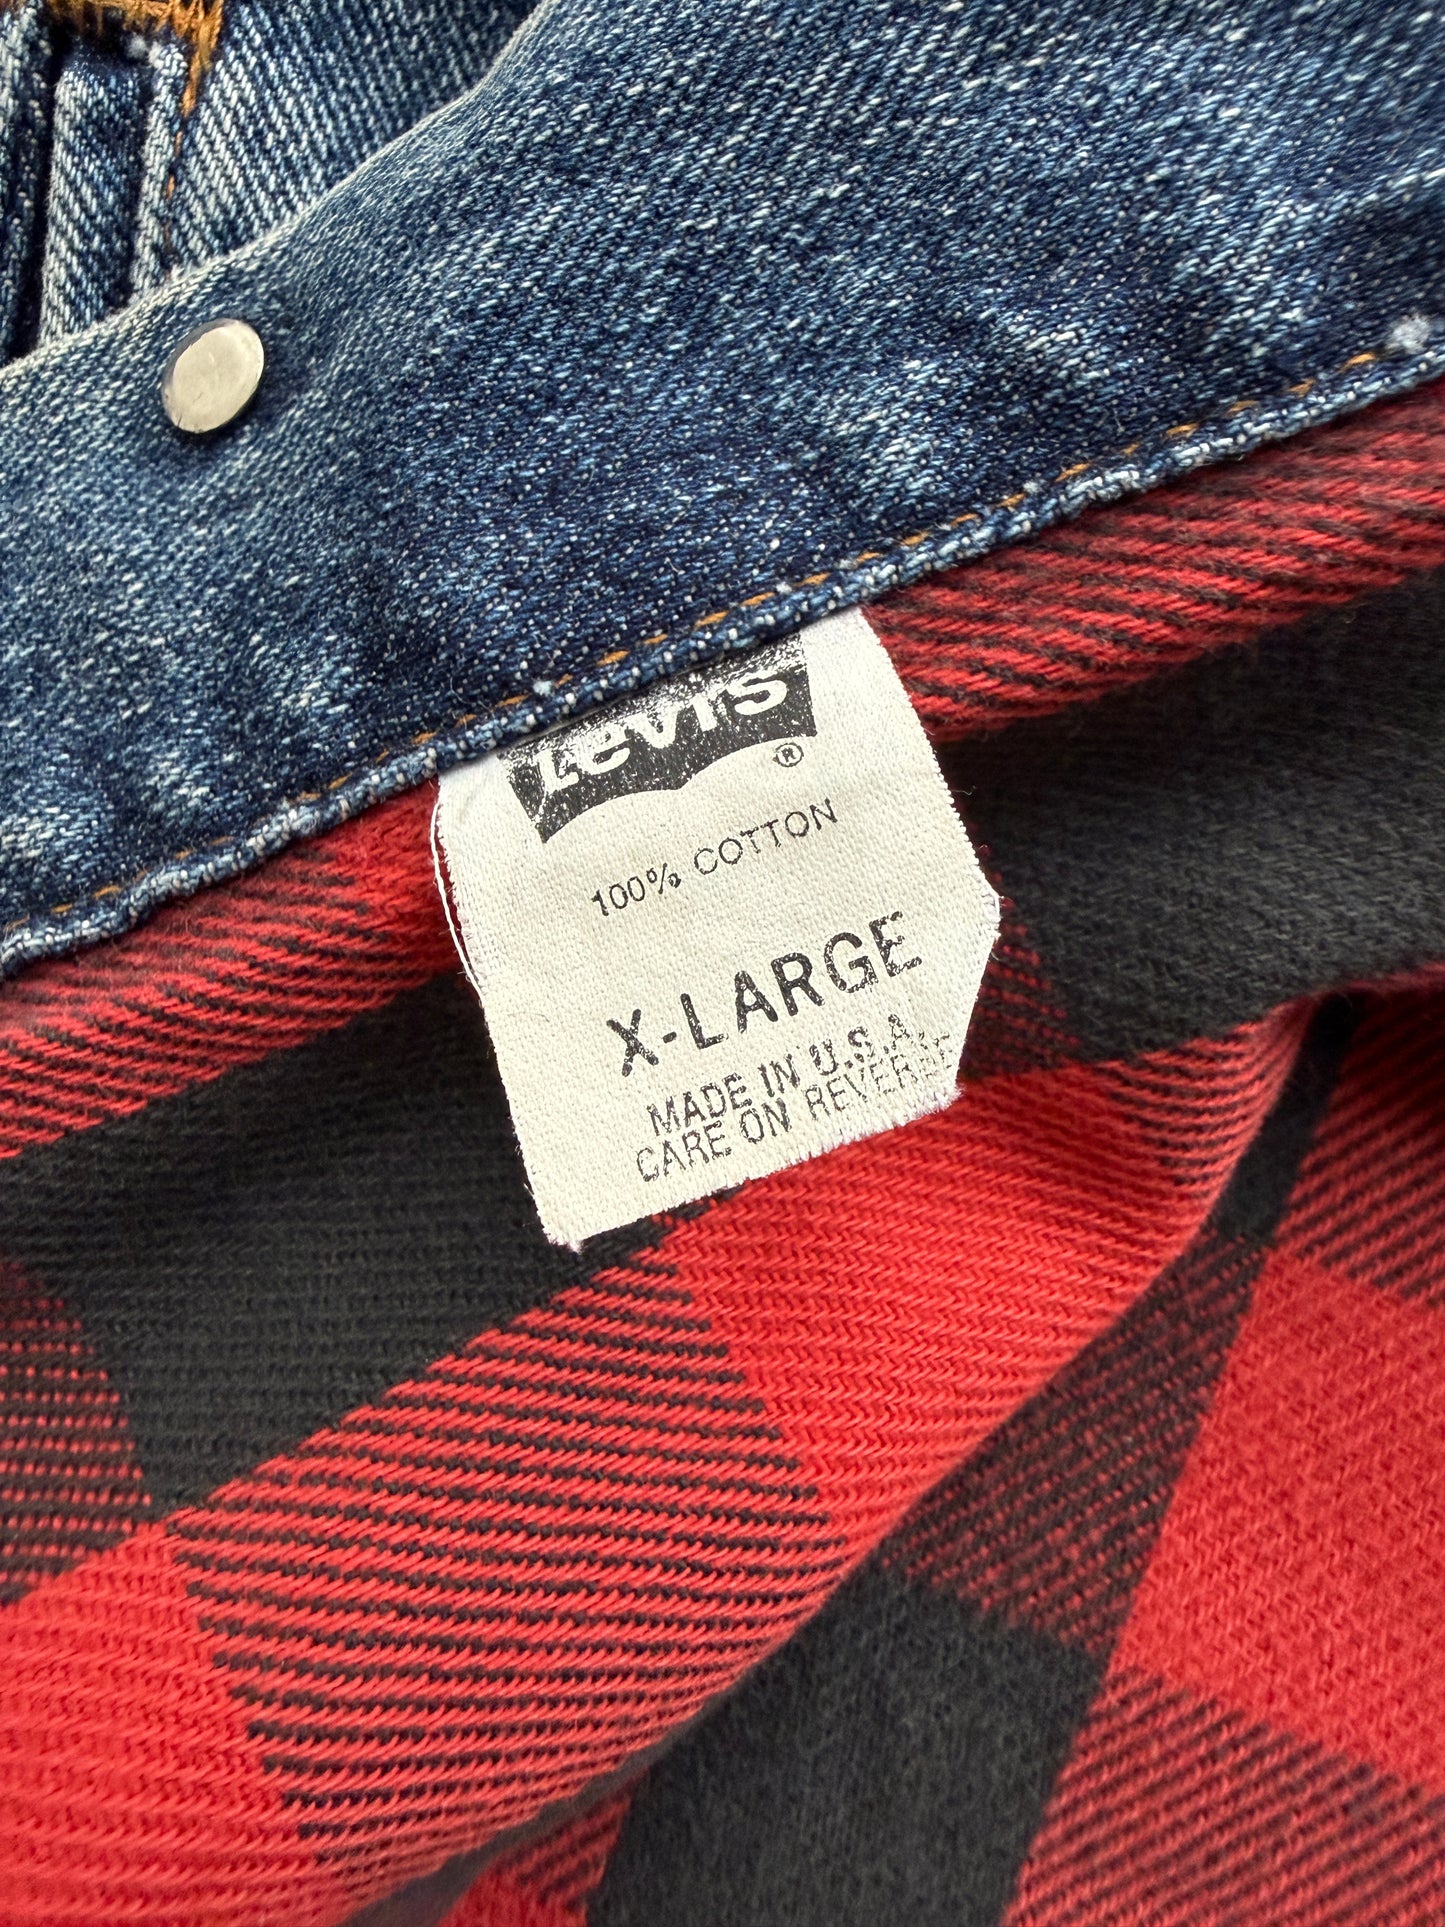 Levi's ®
100% COTTON
X-LARGE
MADE IN U.S.A.
CARE ON REVERSE